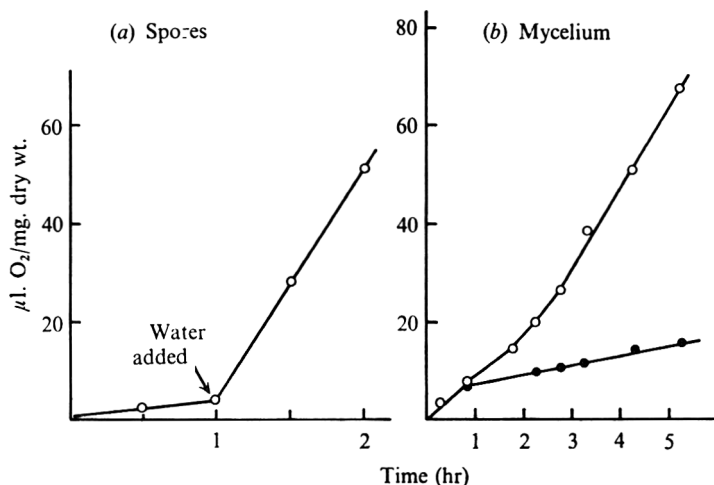 (a) Spores
(b) Mycelium
µl. O₂/mg. dry wt.
60
40
20
Water
added
1
2
80
60
40
20
1
2
3
4
5
Time (hr)